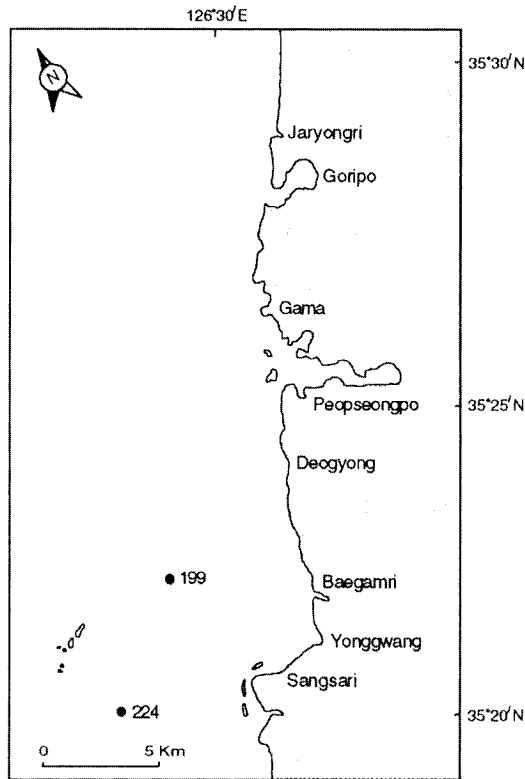 126°30′E
35°30′N
N
Jaryongri
Goripo
Gama
Peopseongpo
35°25′N
Deogyong
Baegamri
199
Yonggwang
Sangsari
224
35°20′N
0 5 Km